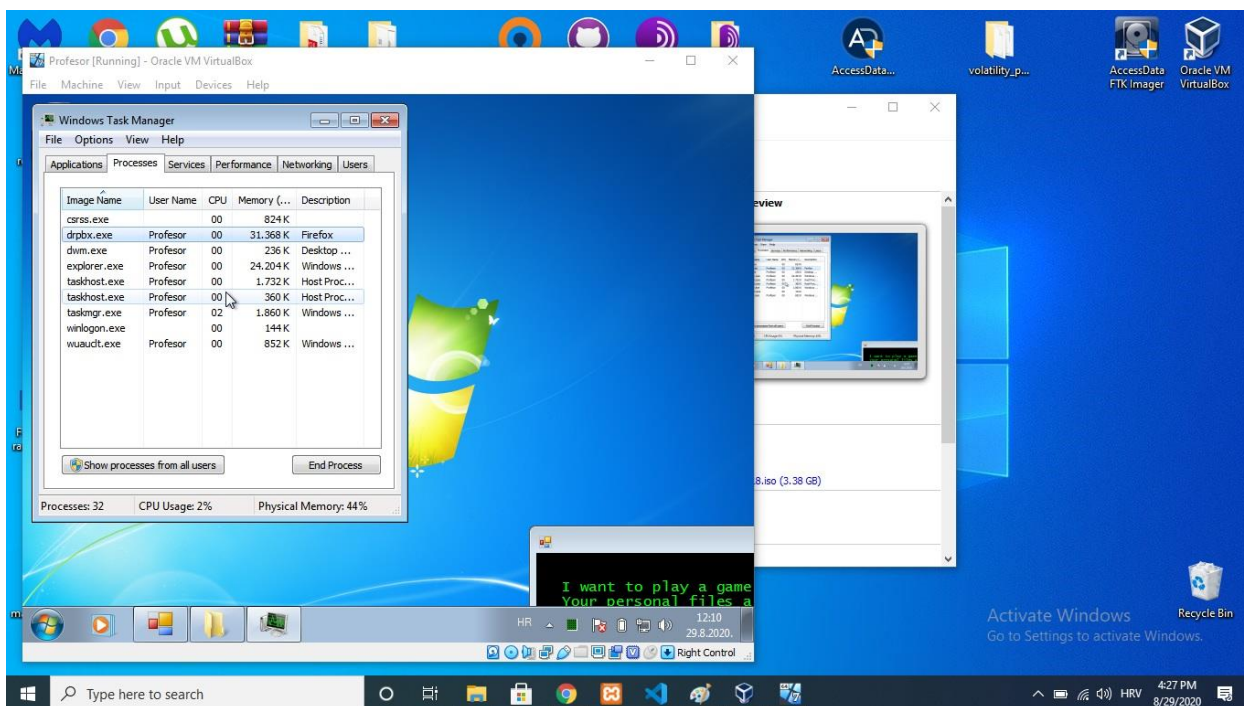 AccessData...
volatility_p...
AccessData
FTK Imager
Oracle VM
VirtualBox
Profesor [Running] - Oracle VM VirtualBox
File Machine View Input Devices Help
Windows Task Manager
File Options View Help
Applications Processes Services Performance Networking Users
Image Name User Name CPU Memory (... Description
csrss.exe 00 824 K
drpbx.exe Profesor 00 31.368 K Firefox
dwm.exe Profesor 00 236 K Desktop ...
explorer.exe Profesor 00 24.204 K Windows ...
taskhost.exe Profesor 00 1.732 K Host Proc...
taskhost.exe Profesor 00 360 K Host Proc...
taskmgr.exe Profesor 02 1.860 K Windows ...
winlogon.exe 00 144 K
wuauclt.exe Profesor 00 852 K Windows ...
Show processes from all users End Process
Processes: 32 CPU Usage: 2% Physical Memory: 44%
eview
8.iso (3.38 GB)
I want to play a game
Your personal files a
HR 12:10
29.8.2020.
Right Control
Activate Windows
Go to Settings to activate Windows.
Recycle Bin
Type here to search
HRV 4:27 PM
8/29/2020